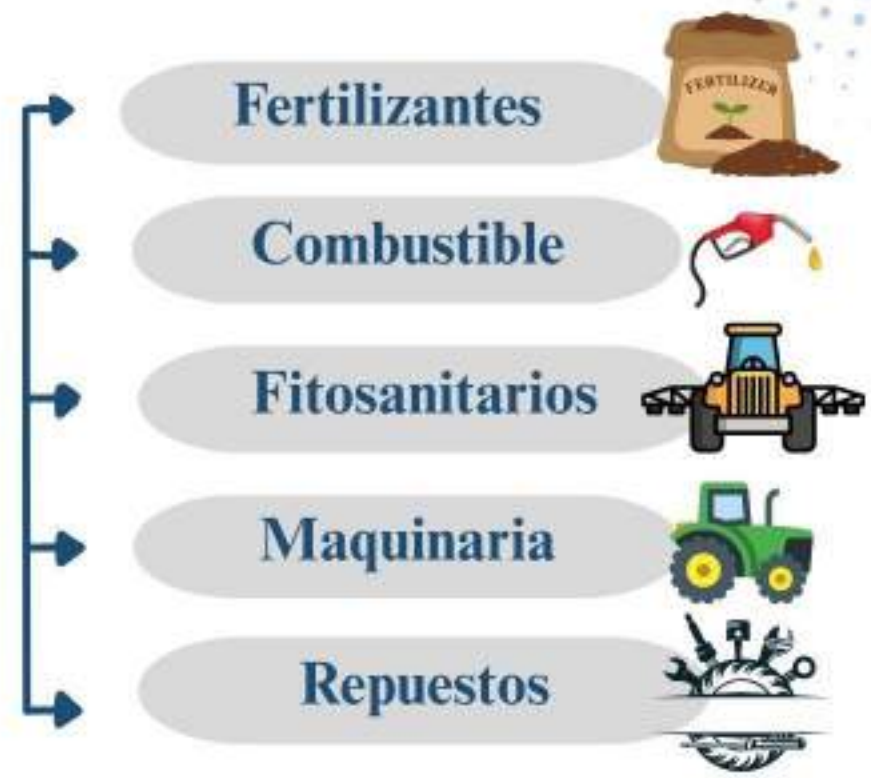 Fertilizantes
FERTILIZER
Combustible
Fitosanitarios
Maquinaria
Repuestos